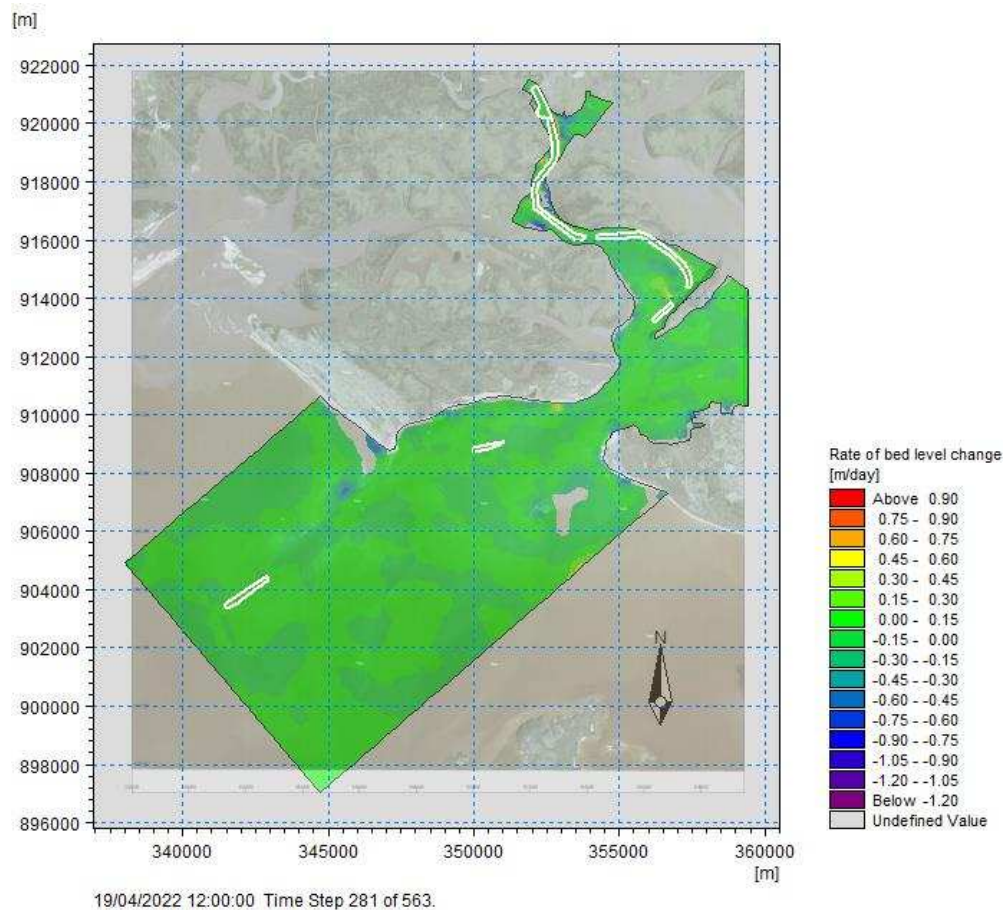 [m]
922000
920000
918000
916000
914000
912000
910000
908000
906000
904000
902000
900000
898000
896000
340000
345000
350000
355000
360000
[m]
N
Rate of bed level change
[m/day]
Above 0.90
0.75 - 0.90
0.60 - 0.75
0.45 - 0.60
0.30 - 0.45
0.15 - 0.30
0.00 - 0.15
-0.15 - 0.00
-0.30 - -0.15
-0.45 - -0.30
-0.60 - -0.45
-0.75 - -0.60
-0.90 - -0.75
-1.05 - -0.90
-1.20 - -1.05
Below -1.20
Undefined Value
19/04/2022 12:00:00 Time Step 281 of 563.